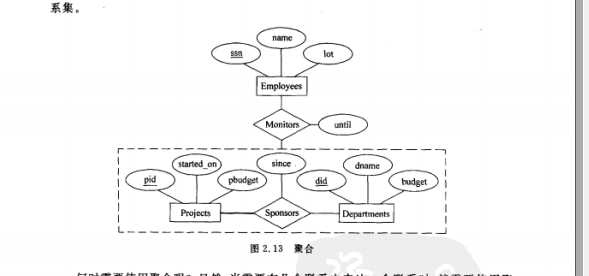 系集。
name
ssn
lot
Employees
Monitors
until
started_on
since
dname
pid
pbudget
did
budget
Projects
Sponsors
Departments
图 2.13 聚合